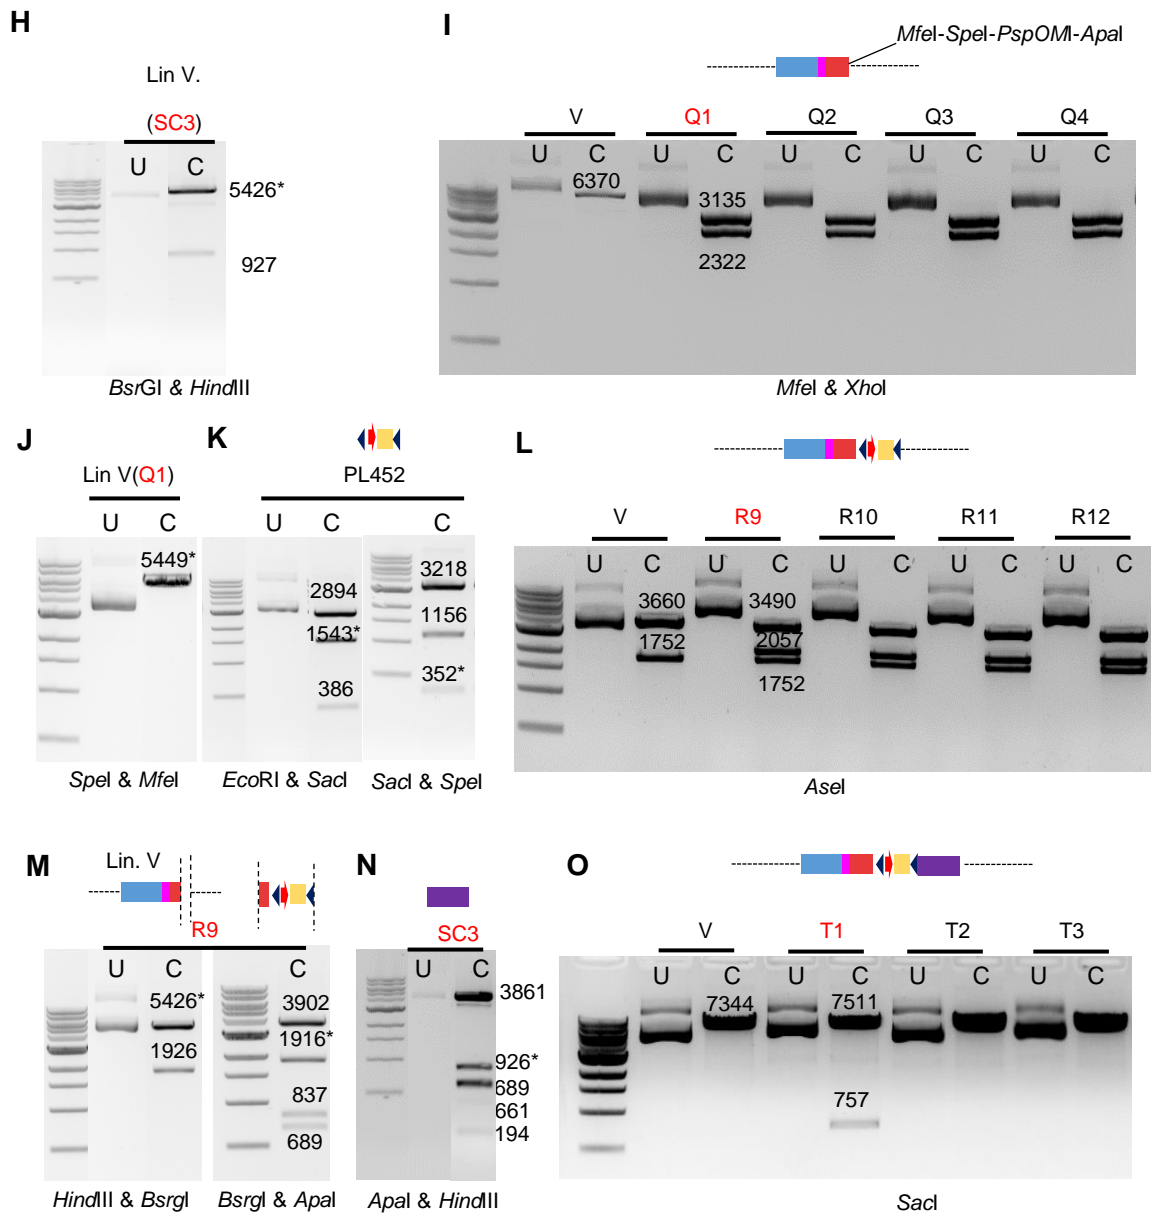 H
Lin V.
(SC3)
U C
5426*
927
BsrGI & HindIII
I
MfeI-SpeI-PspOMI-ApaI
V Q1 Q2 Q3 Q4
U C U C U C U C U C
6370
3135
2322
MfeI & XhoI
J
Lin V(Q1)
U C
5449*
SpeI & MfeI
K
PL452
U C C
2894
1543*
386
3218
1156
352*
EcoRI & SacI
SacI & SpeI
L
V R9 R10 R11 R12
U C U C U C U C U C
3660 3490
1752 2057
1752
AseI
M
Lin. V
R9
U C C
5426*
1926
3902
1916*
837
689
HindIII & BsrgI
BsrgI & ApaI
N
SC3
U C
3861
926*
689
661
194
ApaI & HindIII
O
V T1 T2 T3
U C U C U C U C
7344 7511
757
SacI